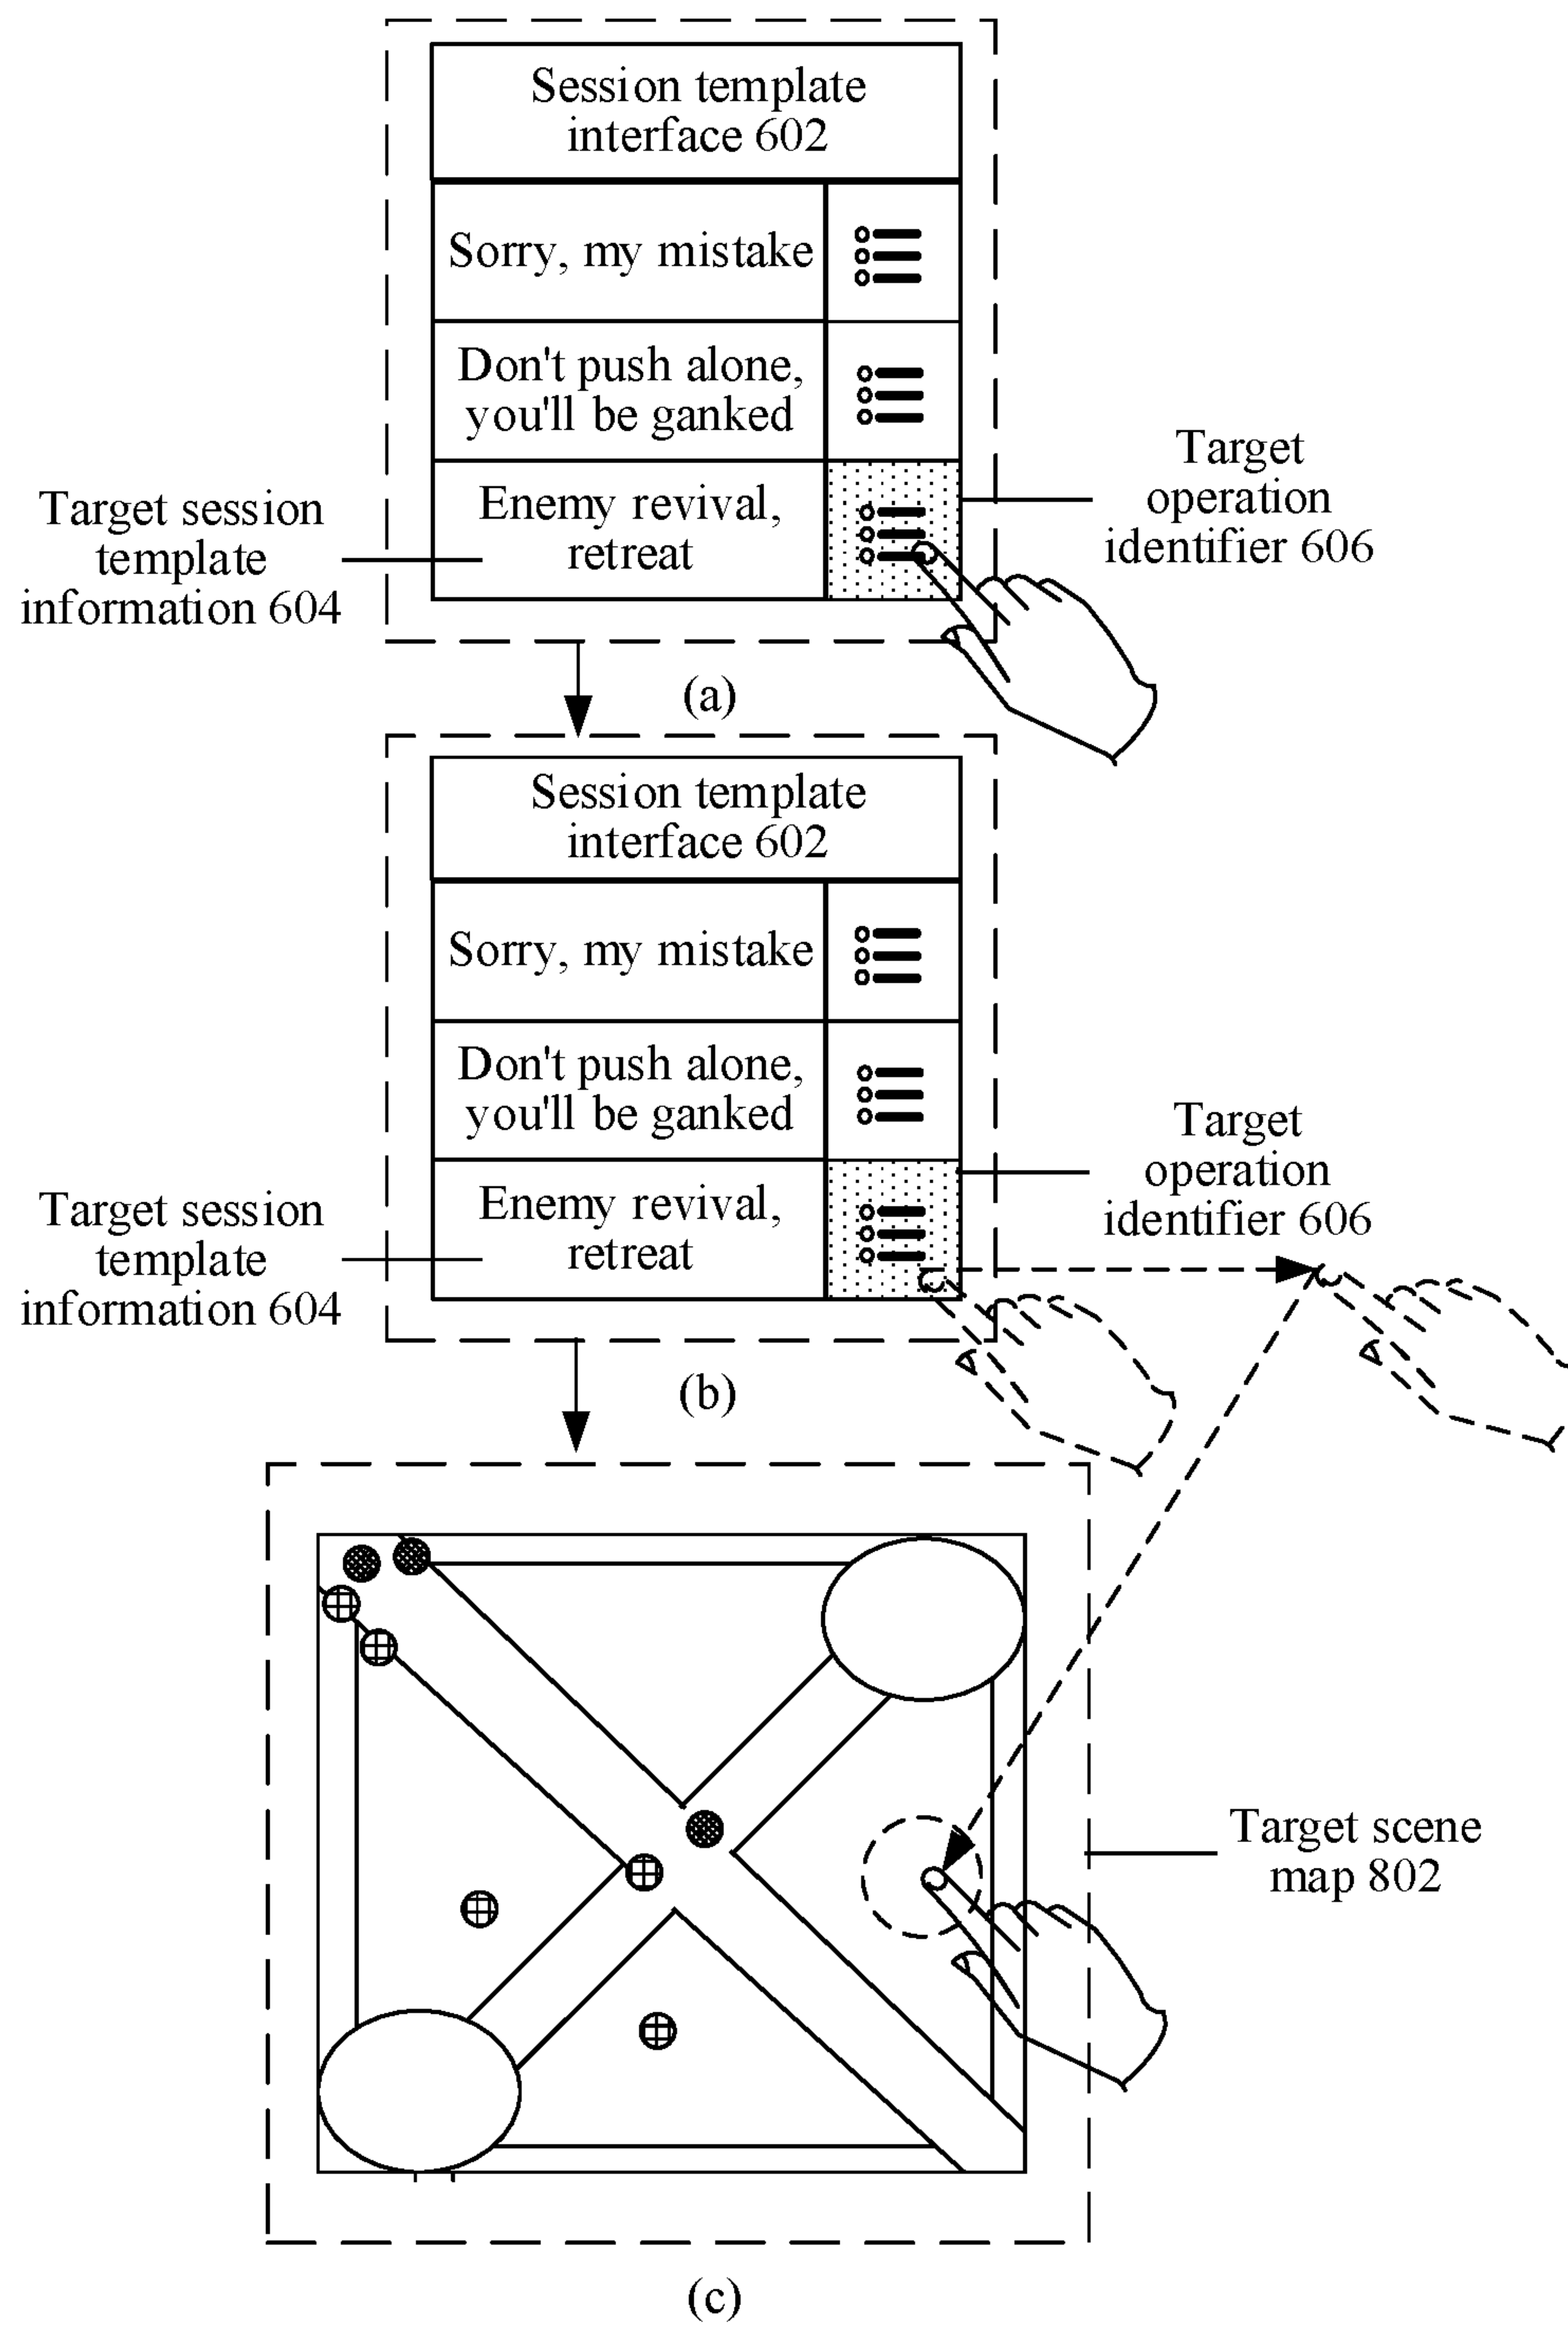 Session template
interface 602
Sorry, my mistake
Don't push alone,
you'll be ganked
Enemy revival,
retreat
Target session
template
information 604
Target
operation
identifier 606
(a)
Session template
interface 602
Sorry, my mistake
Don't push alone,
you'll be ganked
Enemy revival,
retreat
Target session
template
information 604
Target
operation
identifier 606
(b)
Target scene
map 802
(c)